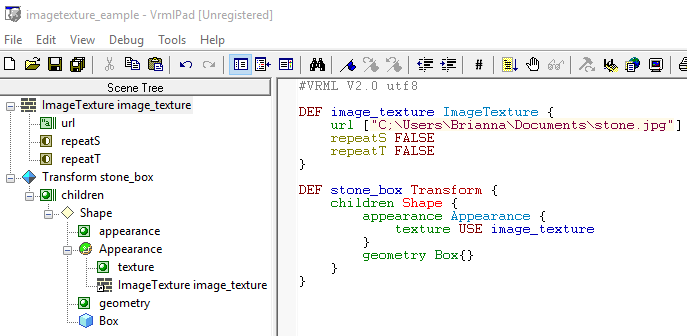 imagetexture_eample - VrmlPad [Unregistered]
File Edit View Debug Tools Help
Scene Tree
ImageTexture image_texture
url
repeatS
repeatT
Transform stone_box
children
Shape
appearance
Appearance
texture
ImageTexture image_texture
geometry
Box
#VRML V2.0 utf8
DEF image_texture ImageTexture {
url ["C;\Users\Brianna\Documents\stone.jpg"]
repeatS FALSE
repeatT FALSE
}
DEF stone_box Transform {
children Shape {
appearance Appearance {
texture USE image_texture
}
geometry Box{}
}
}